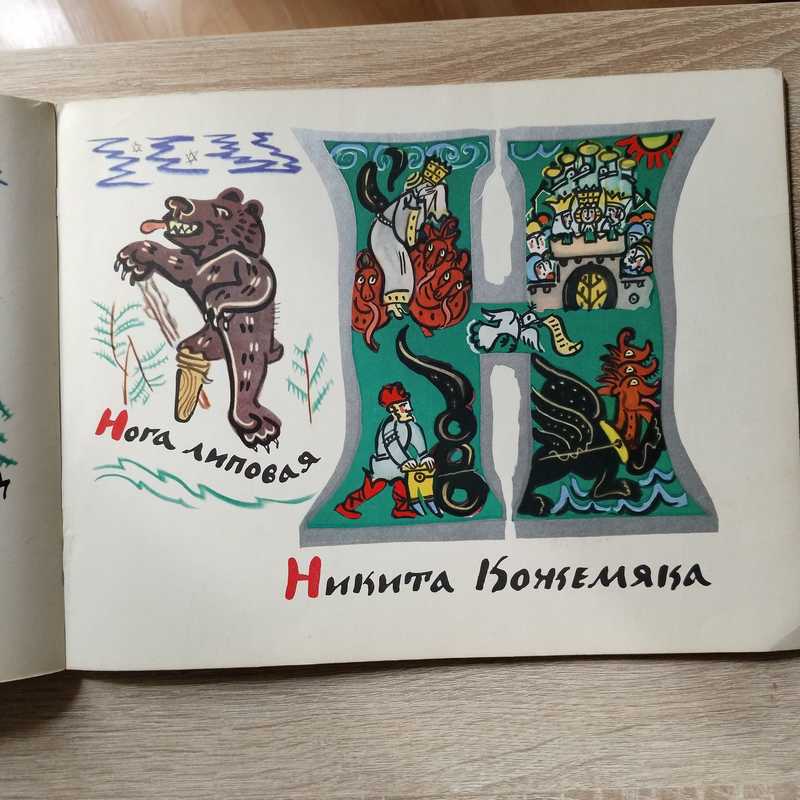 Н
Нога липовая
Никита Кожемяка